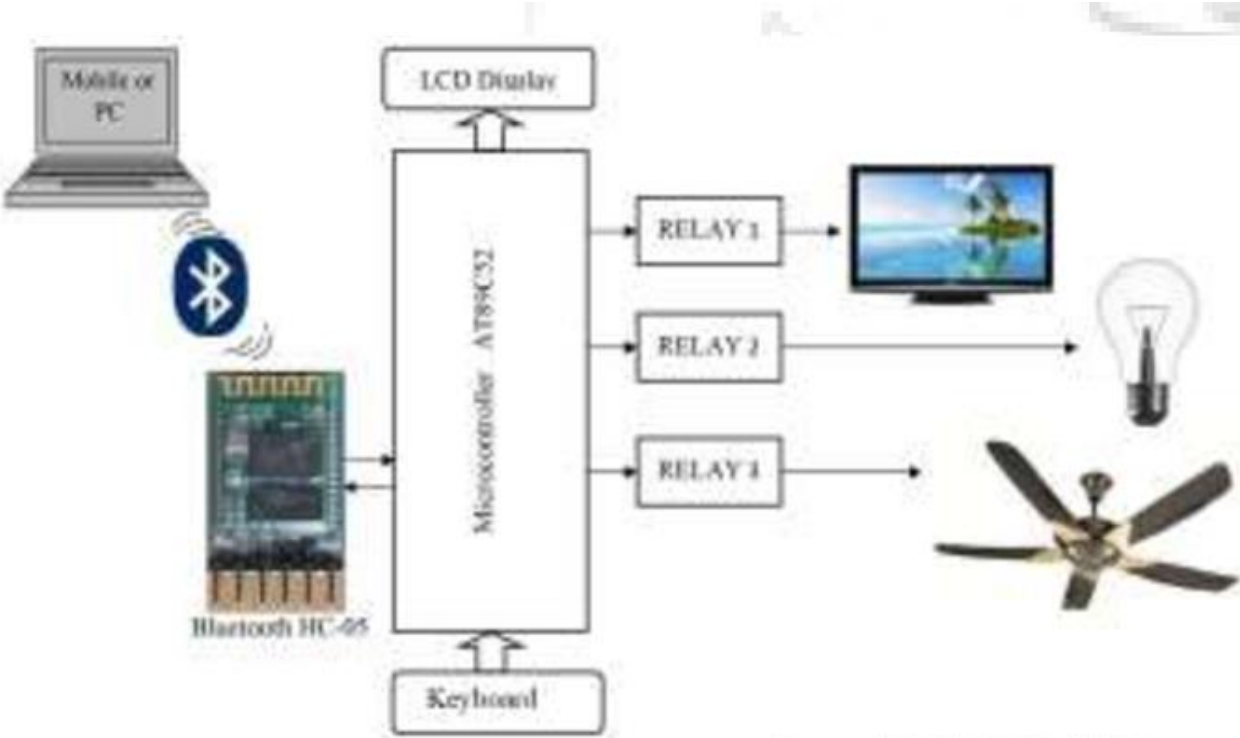 Mobile or
PC
LCD Display
Microcontroller AT89C52
RELAY 1
RELAY 2
RELAY 3
Bluetooth HC-05
Keyboard